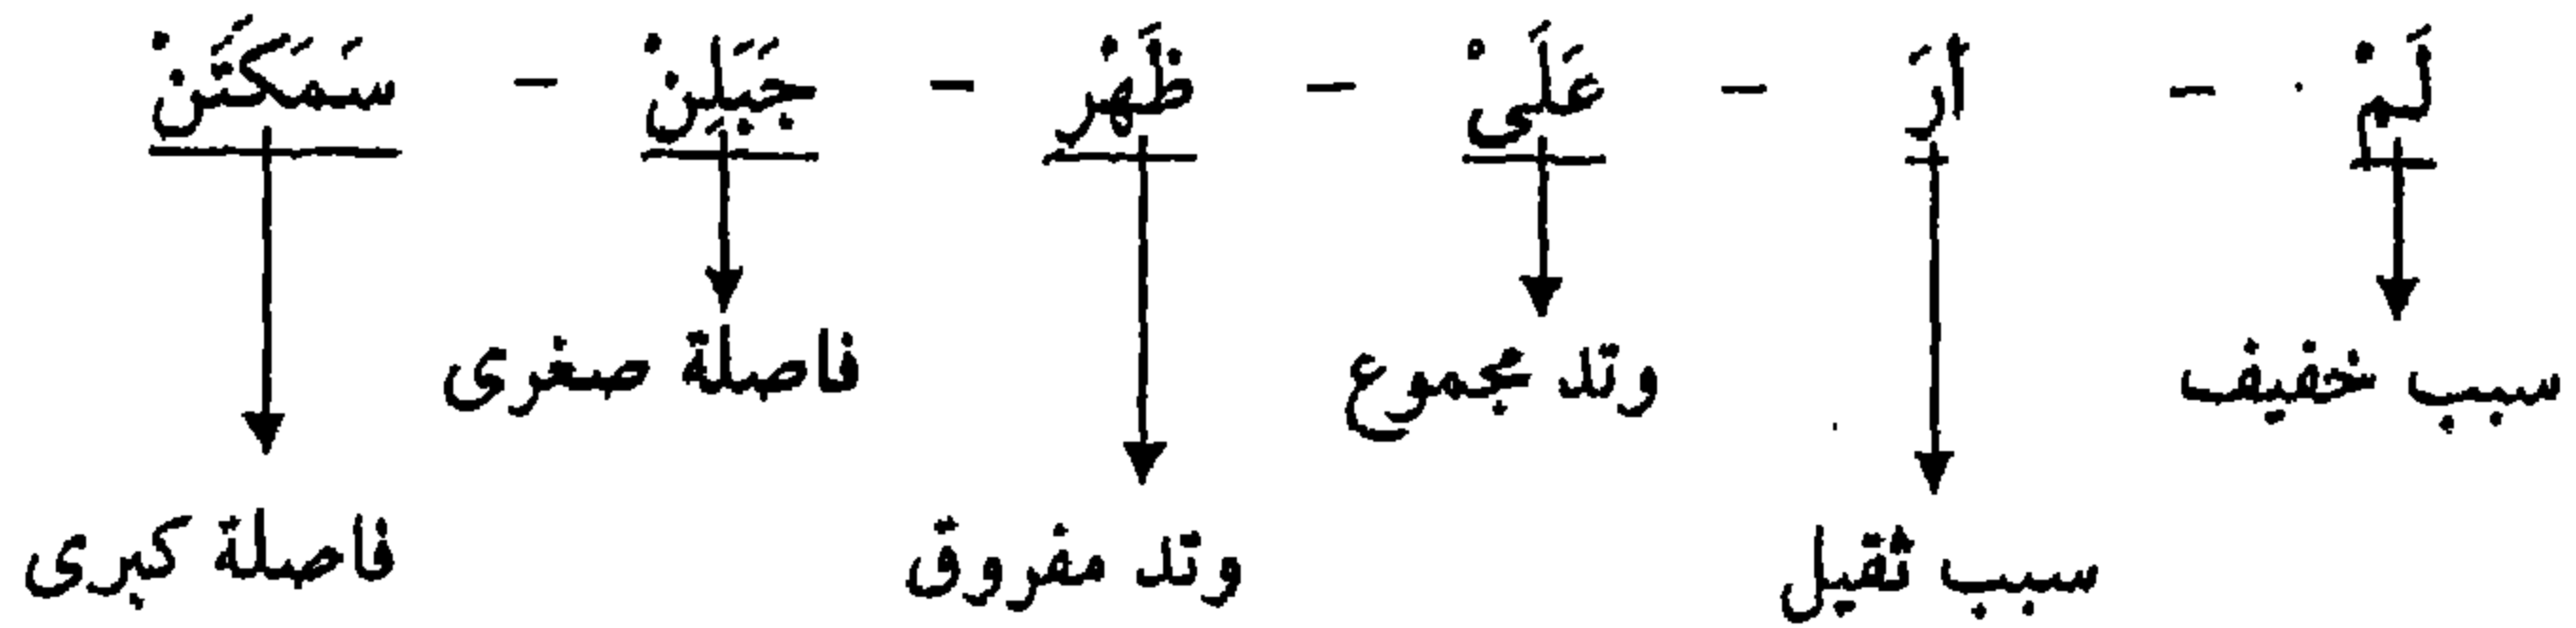 لَمْ - أرَ - عَلَىْ - ظَهْرِ - جَبَلِنْ - سَمَكَتَنْ
سبب خفيف وتد مجموع فاصلة صغرى
سبب ثقيل وتد مفروق فاصلة كبرى